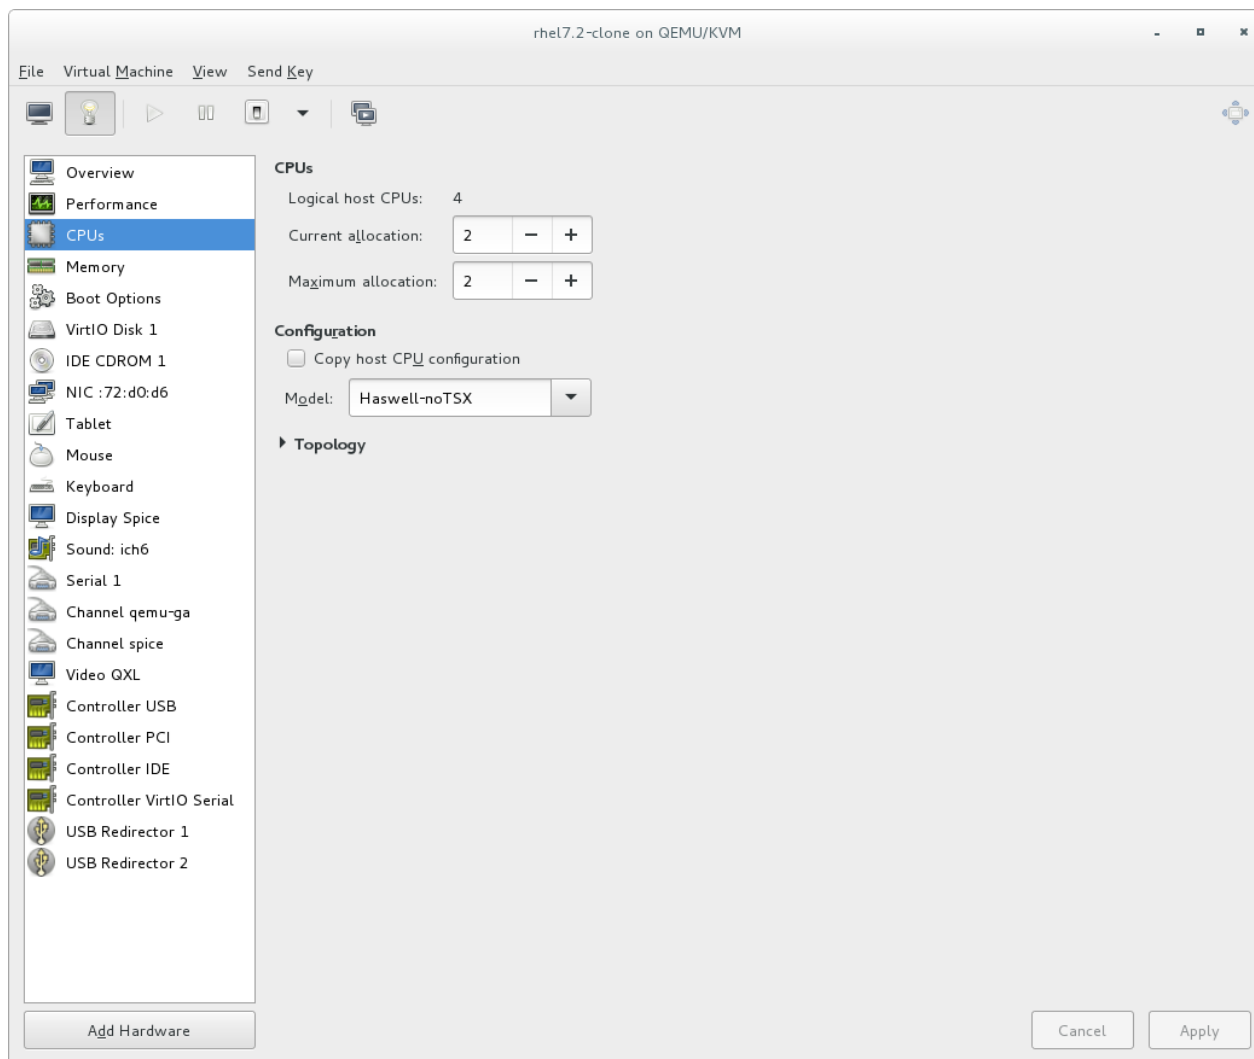 rhel7.2-clone on QEMU/KVM
File Virtual Machine View Send Key
Overview
Performance
CPUs
Memory
Boot Options
VirtIO Disk 1
IDE CDROM 1
NIC :72:d0:d6
Tablet
Mouse
Keyboard
Display Spice
Sound: ich6
Serial 1
Channel qemu-ga
Channel spice
Video QXL
Controller USB
Controller PCI
Controller IDE
Controller VirtIO Serial
USB Redirector 1
USB Redirector 2
Add Hardware
CPUs
Logical host CPUs: 4
Current allocation: 2
Maximum allocation: 2
Configuration
Copy host CPU configuration
Model: Haswell-noTSX
Topology
Cancel Apply